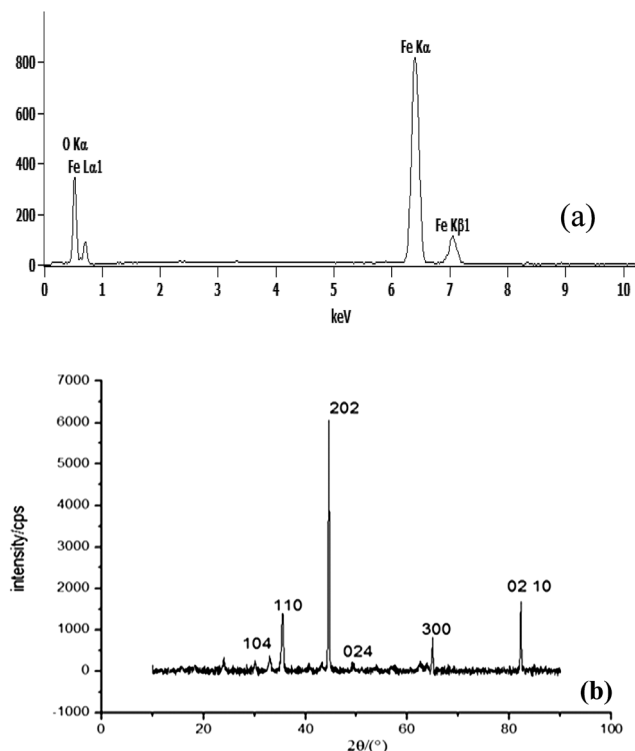 Fe Kα
800
600
O Kα
400
Fe Lα1
(a)
200
Fe Kβ1
0
0 1 2 3 4 5 6 7 8 9 10
keV
7000
202
6000
5000
intensity/cps
4000
3000
2000
02 10
110
1000
300
104
024
0
(b)
-1000
0 20 40 60 80 100
2θ/(°)